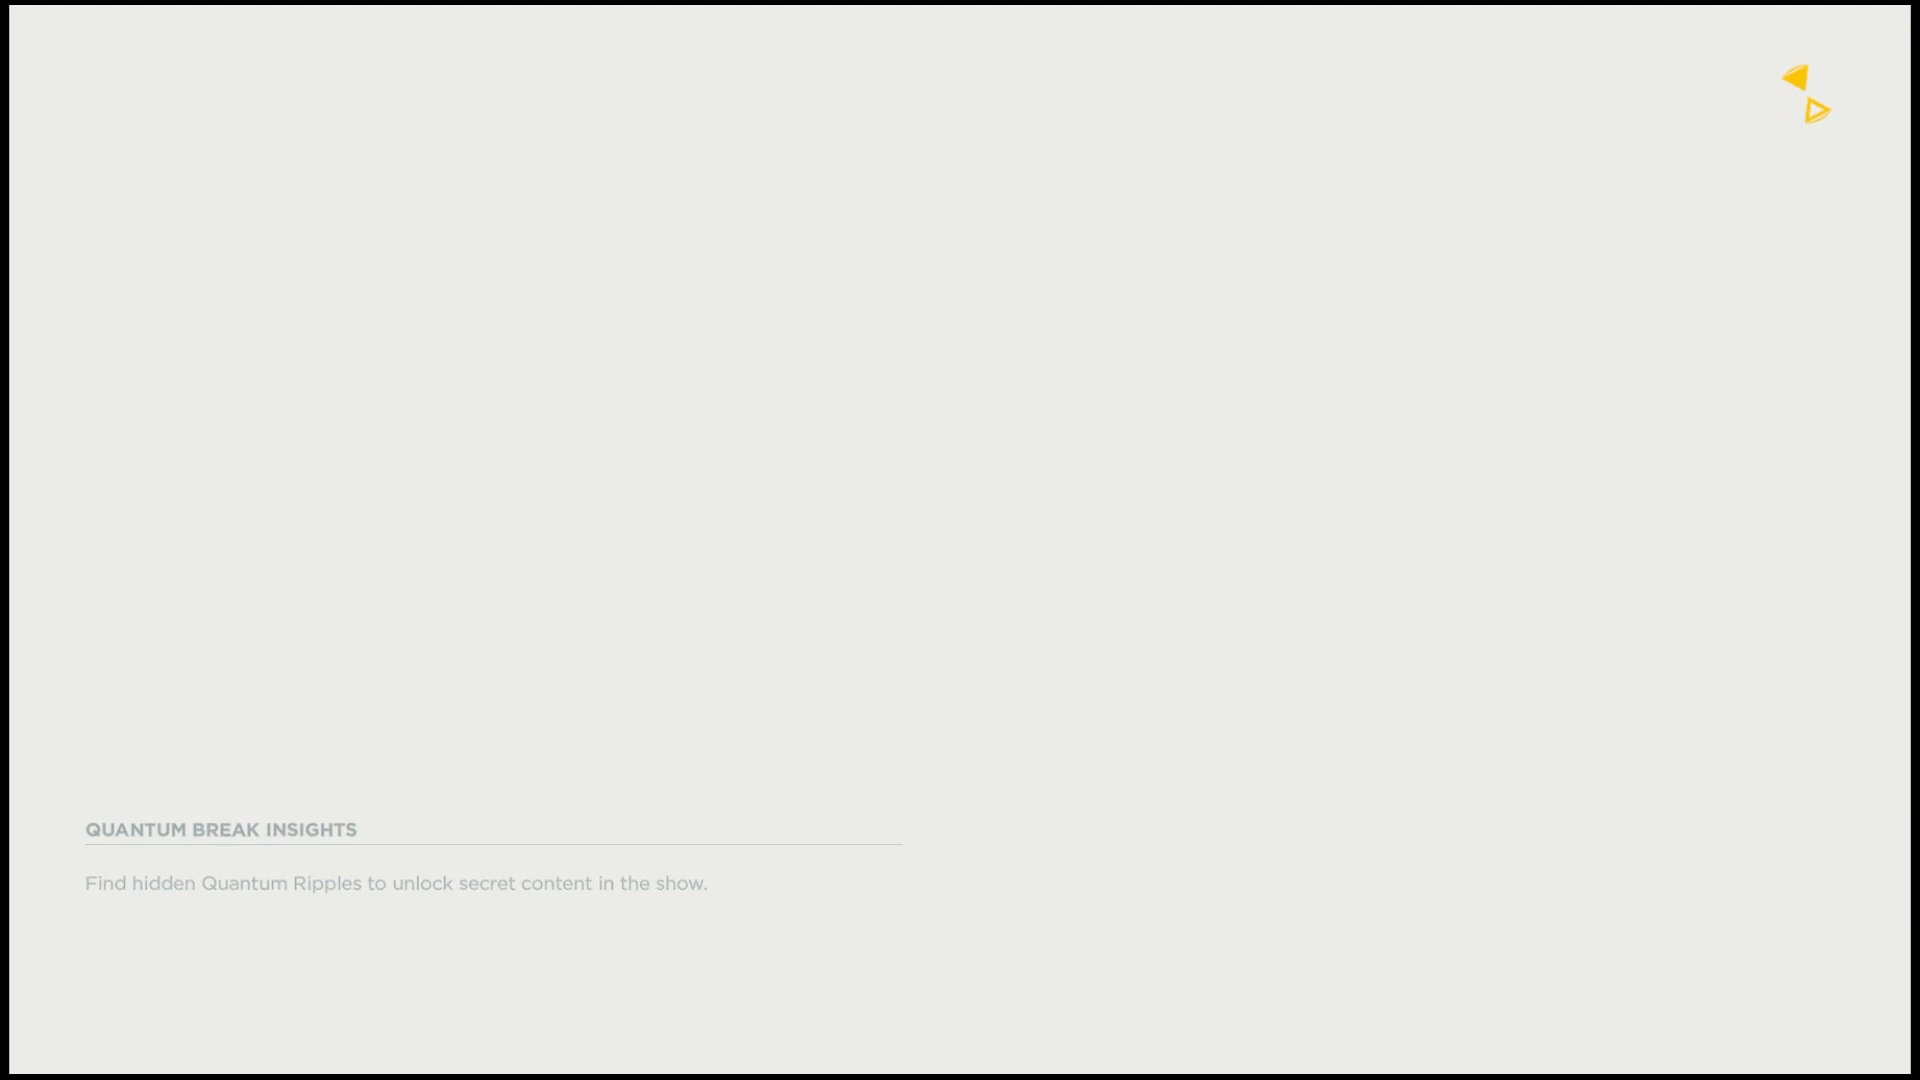 QUANTUM BREAK INSIGHTS
Find hidden Quantum Ripples to unlock secret content in the show.